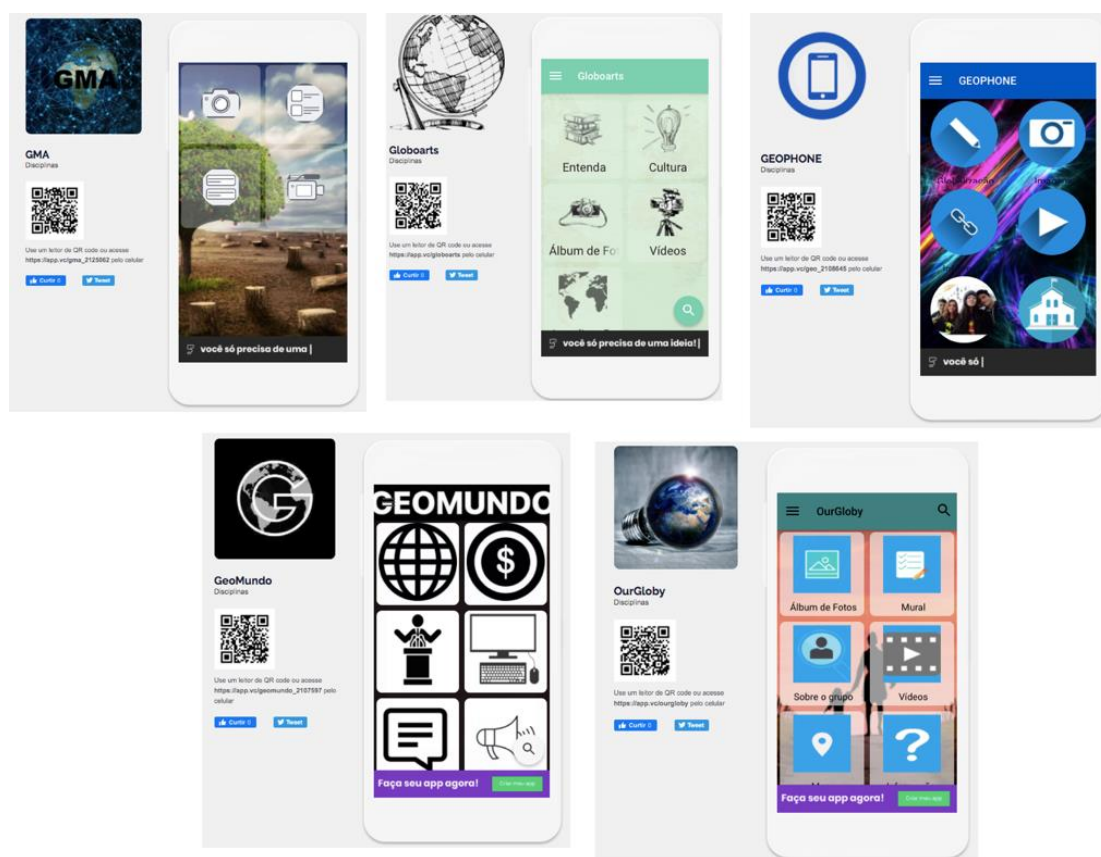 GMA
GMA
Disciplinas
Use um leitor de QR code ou acesse
https://app.vc/gma_2125062 pelo celular
Curtir 0
Tweet
você só precisa de uma |
Globoarts
Disciplinas
Use um leitor de QR code ou acesse
https://app.vc/globoarts pelo celular
Curtir 0
Tweet
Globoarts
Entenda
Cultura
Álbum de Fo
Vídeos
você só precisa de uma ideia!|
GEOPHONE
Disciplinas
Use um leitor de QR code ou acesse
https://app.vc/geo_2108645 pelo celular
Curtir 0
Tweet
GEOPHONE
você só |
GeoMundo
Disciplinas
Use um leitor de QR code ou acesse
https://app.vc/geomundo_2107597 pelo
celular
Curtir 0
Tweet
GEOMUNDO
Faça seu app agora!
Criar meu app
OurGloby
Disciplinas
Use um leitor de QR code ou acesse
https://app.vc/ourgloby pelo celular
Curtir 0
Tweet
OurGloby
Álbum de Fotos
Mural
Sobre o grupo
Vídeos
Faça seu app agora!
Criar meu app